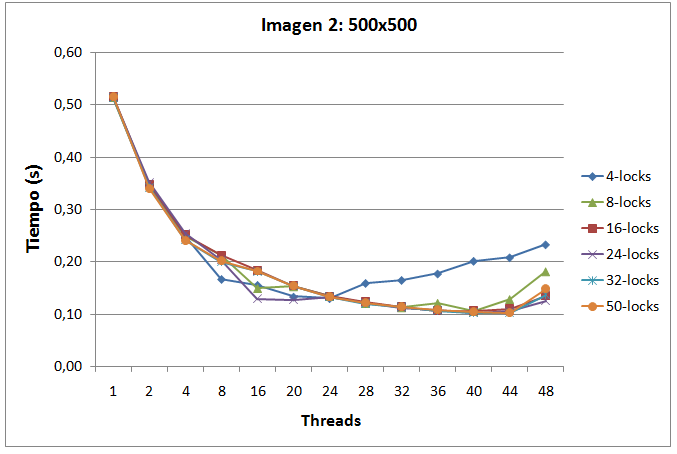 Imagen 2: 500x500
0,60
0,50
0,40
0,30
0,20
0,10
0,00
Tiempo (s)
1 2 4 8 16 20 24 28 32 36 40 44 48
Threads
4-locks
8-locks
16-locks
24-locks
32-locks
50-locks